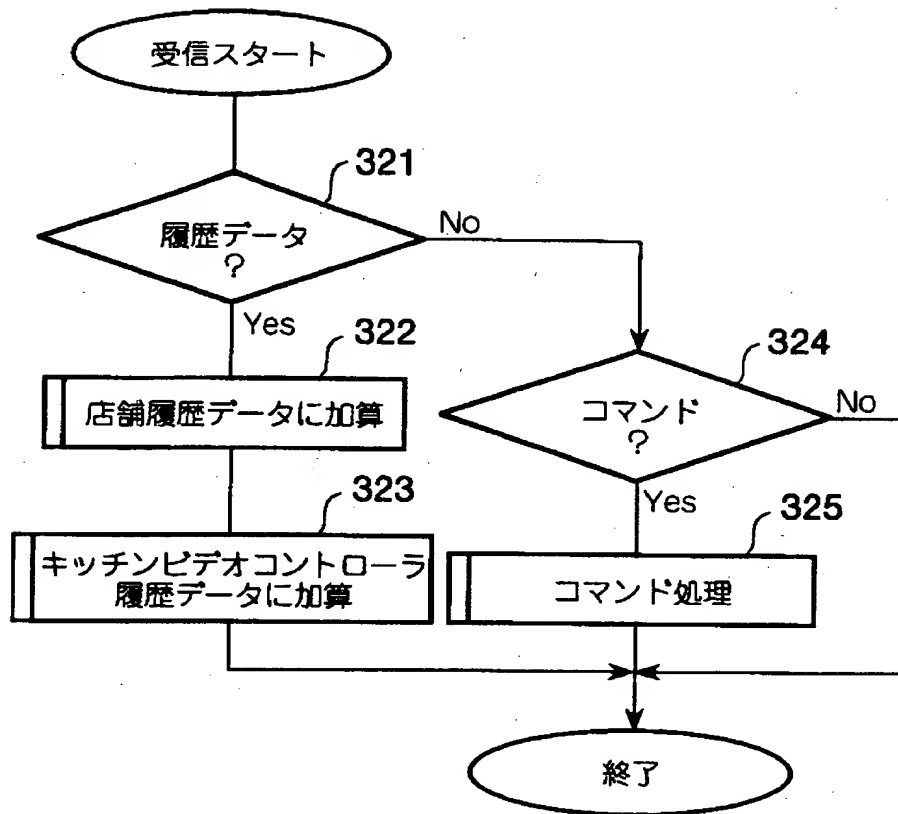 受信スタート
321
履歴データ
?
No
Yes
322
店舗履歴データに加算
323
キッチンビデオコントローラ
履歴データに加算
324
コマンド
?
No
Yes
325
コマンド処理
終了